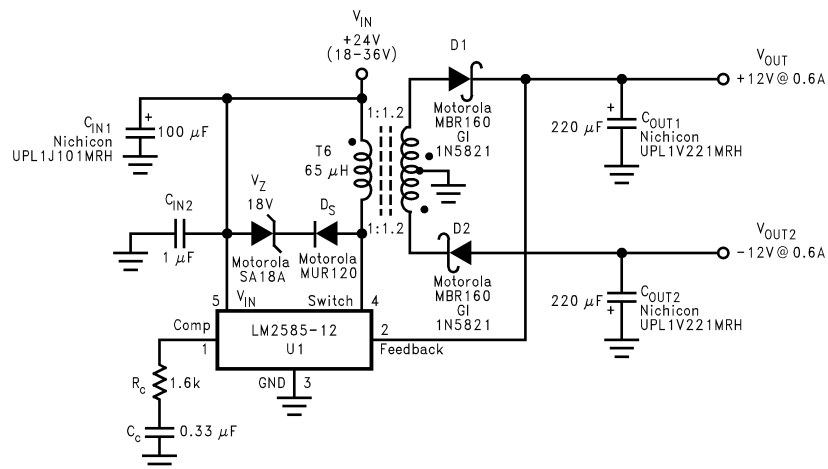 V_IN
+24V
(18-36V)
C_IN1
Nichicon
UPL1J101MRH
+
100 μF
1:1.2
T6
65 μH
1:1.2
D1
Motorola
MBR160
GI
1N5821
V_OUT
+12V@0.6A
+
220 μF
C_OUT1
Nichicon
UPL1V221MRH
C_IN2
1 μF
V_Z
18V
Motorola
SA18A
D_S
Motorola
MUR120
D2
Motorola
MBR160
GI
1N5821
V_OUT2
-12V@0.6A
220 μF
+
C_OUT2
Nichicon
UPL1V221MRH
5
V_IN
Switch
4
Comp
1
LM2585-12
U1
2
Feedback
GND
3
R_c
1.6k
C_c
0.33 μF